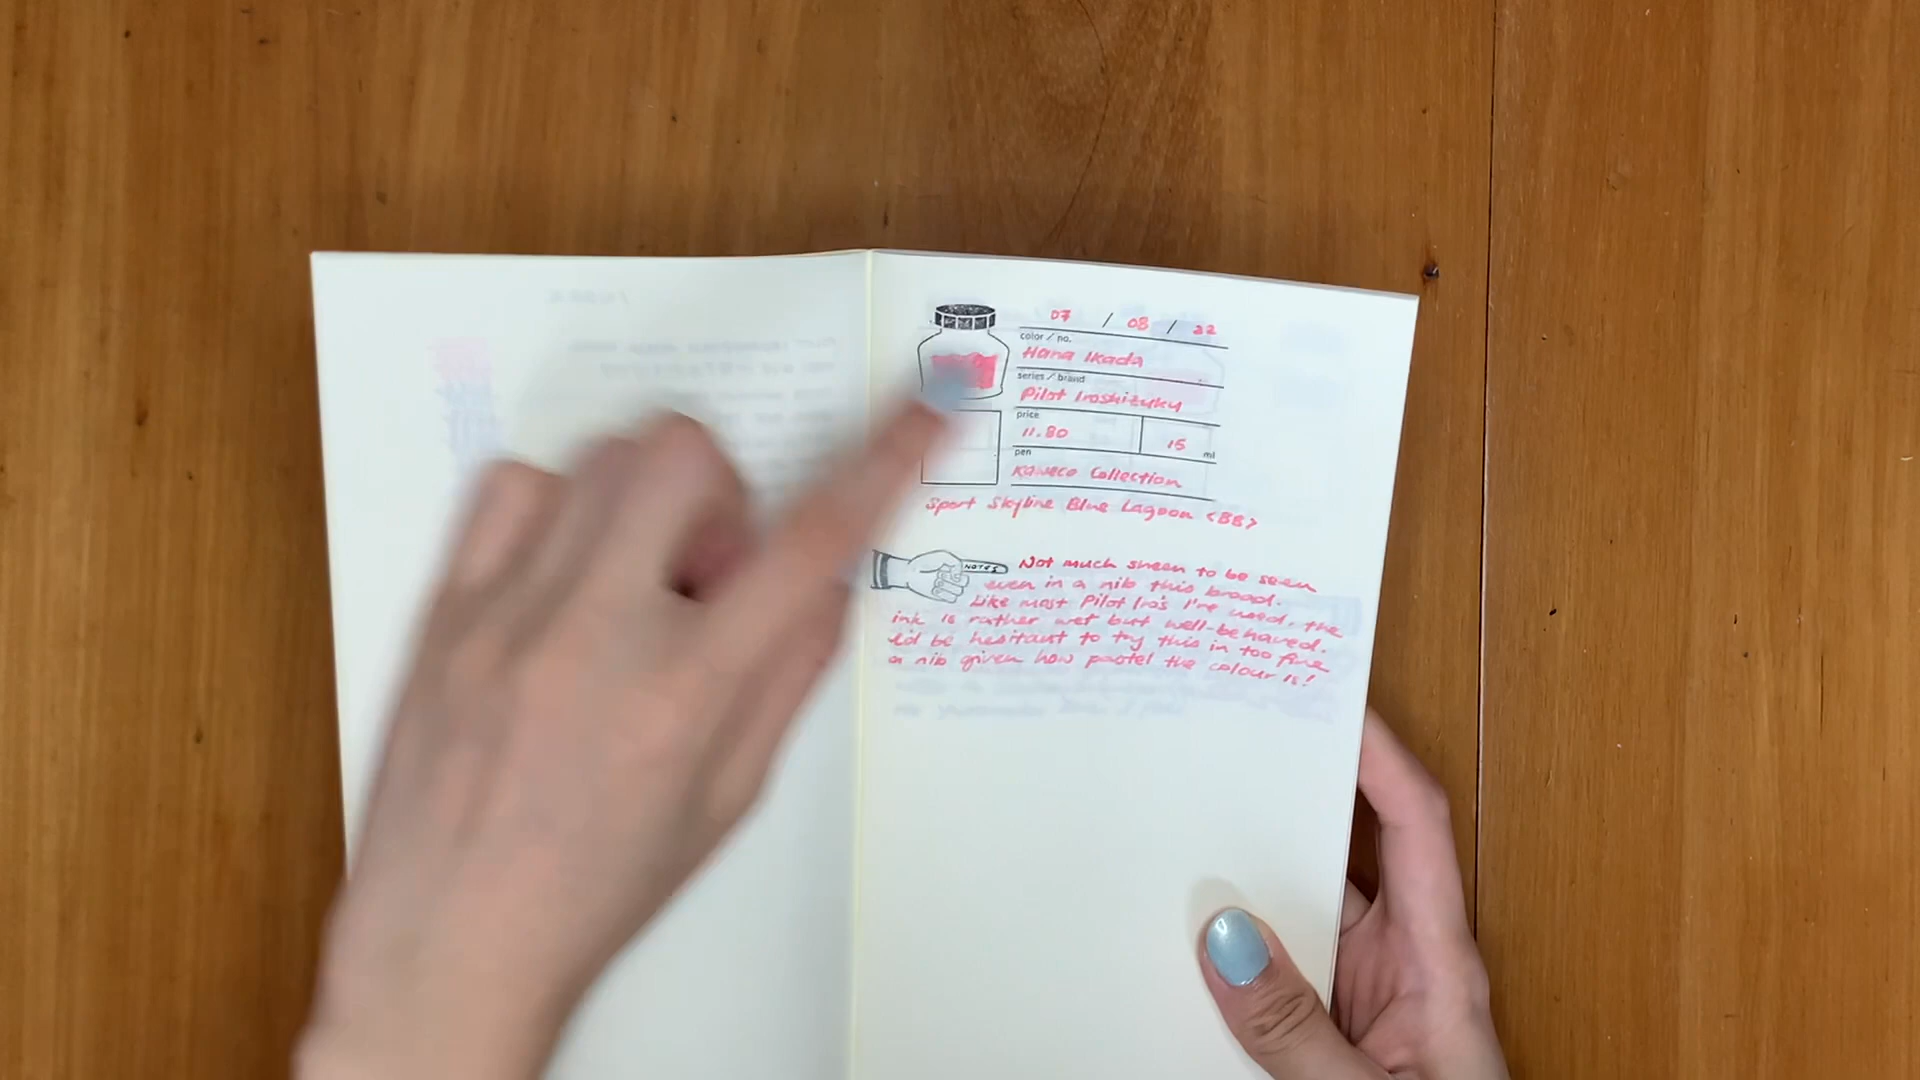 07 / 08 / 22
color / no.
Hana Ikada
series / brand
Pilot Iroshizuku
price
11.80 15 ml
pen
Kaweco Collection
Sport Skyline Blue Lagoon <BB>
NOTES Not much sheen to be seen
even in a nib this broad.
Like most Pilot Iro's I've used, the
ink is rather wet but well-behaved.
I'd be hesitant to try this in too fine
a nib given how pastel the colour is!